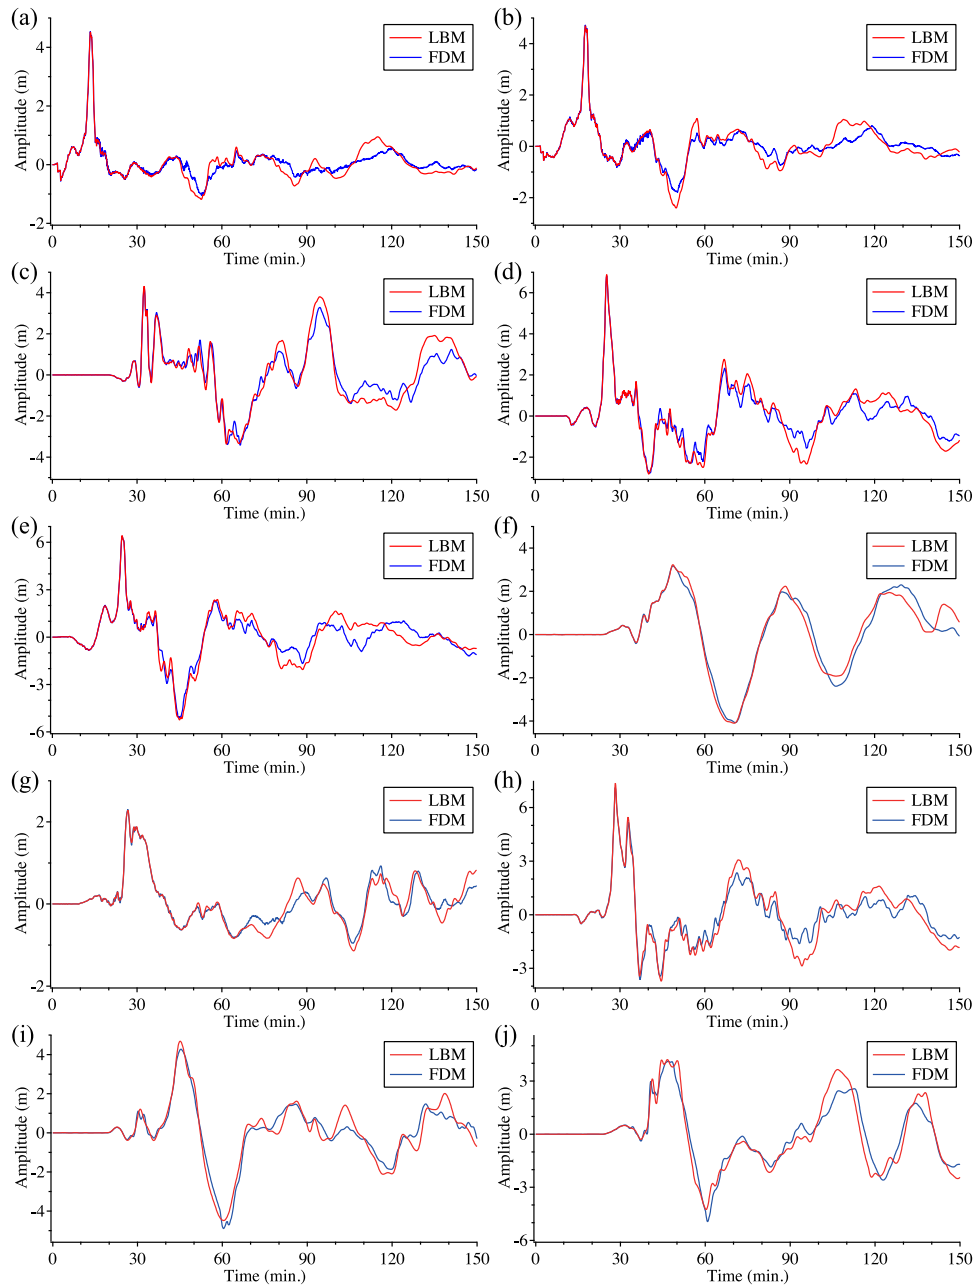 (a)
Amplitude (m)
4
2
0
-2
LBM
FDM
0 30 60 90 120 150
Time (min.)
(b)
Amplitude (m)
4
2
0
-2
LBM
FDM
0 30 60 90 120 150
Time (min.)
(c)
Amplitude (m)
4
2
0
-2
-4
LBM
FDM
0 30 60 90 120 150
Time (min.)
(d)
Amplitude (m)
6
4
2
0
-2
LBM
FDM
0 30 60 90 120 150
Time (min.)
(e)
Amplitude (m)
6
3
0
-3
-6
LBM
FDM
0 30 60 90 120 150
Time (min.)
(f)
Amplitude (m)
4
2
0
-2
-4
LBM
FDM
0 30 60 90 120 150
Time (min.)
(g)
Amplitude (m)
2
0
-2
LBM
FDM
0 30 60 90 120 150
Time (min.)
(h)
Amplitude (m)
6
3
0
-3
LBM
FDM
0 30 60 90 120 150
Time (min.)
(i)
Amplitude (m)
4
2
0
-2
-4
LBM
FDM
0 30 60 90 120 150
Time (min.)
(j)
Amplitude (m)
3
0
-3
-6
LBM
FDM
0 30 60 90 120 150
Time (min.)